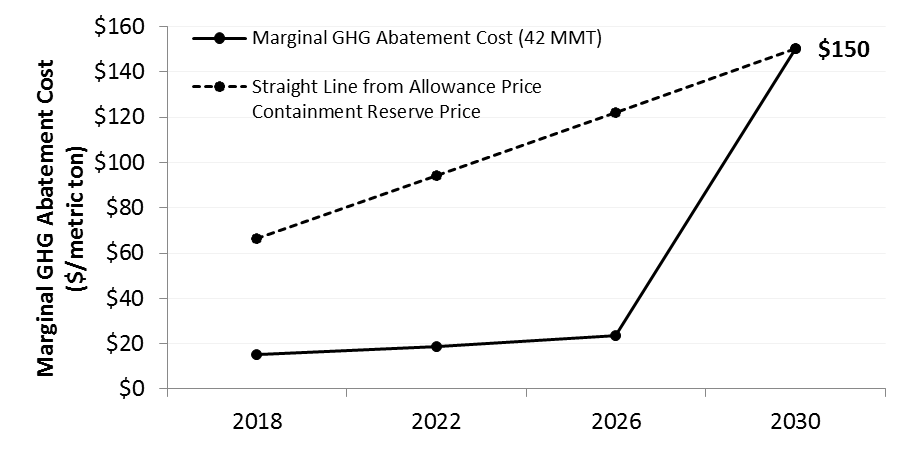 $160
$140
$120
$100
$80
$60
$40
$20
$0
Marginal GHG Abatement Cost
($/metric ton)
Marginal GHG Abatement Cost (42 MMT)
Straight Line from Allowance Price
Containment Reserve Price
$150
2018
2022
2026
2030